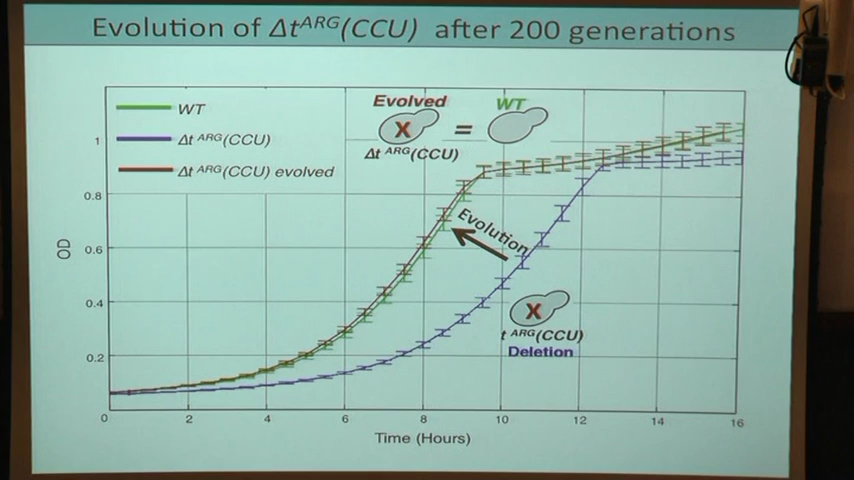 Evolution of Δt^ARG(CCU) after 200 generations
WT
Δt ARG(CCU)
Δt ARG(CCU) evolved
Evolved
WT
X
=
Δt ARG(CCU)
Evolution
X
t ARG(CCU)
Deletion
OD
1
0.8
0.6
0.4
0.2
0
2
4
6
8
10
12
14
16
Time (Hours)